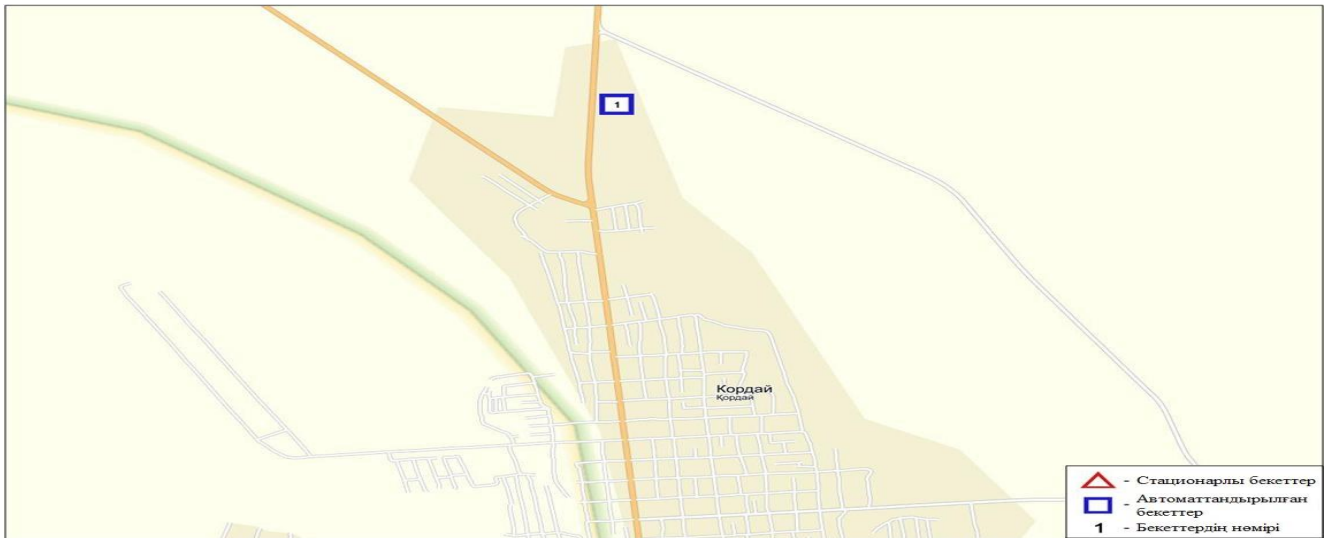 1
Кордай
Қордай
- Стационарлы бекеттер
- Автоматтандырылған
бекеттер
1 - Бекеттердің нөмірі